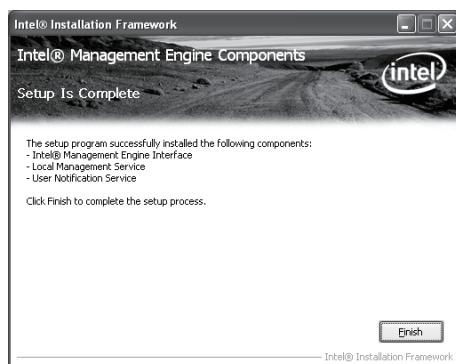 Intel® Installation Framework
Intel® Management Engine Components
intel
Setup Is Complete
The setup program successfully installed the following components:
- Intel® Management Engine Interface
- Local Management Service
- User Notification Service
Click Finish to complete the setup process.
Finish
Intel® Installation Framework